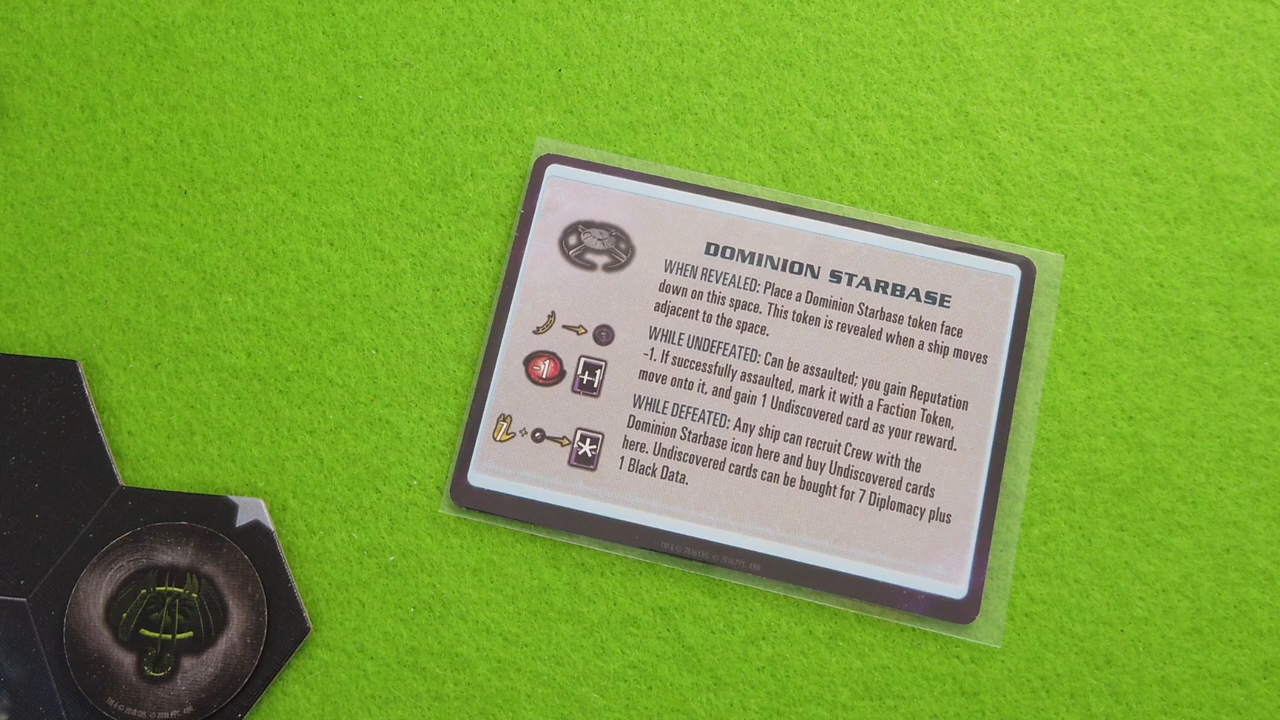 DOMINION STARBASE
WHEN REVEALED: Place a Dominion Starbase token face
down on this space. This token is revealed when a ship moves
adjacent to the space.
WHILE UNDEFEATED: Can be assaulted; you gain Reputation
-1. If successfully assaulted, mark it with a Faction Token,
move onto it, and gain 1 Undiscovered card as your reward.
WHILE DEFEATED: Any ship can recruit Crew with the
Dominion Starbase icon here and buy Undiscovered cards
here. Undiscovered cards can be bought for 7 Diplomacy plus
1 Black Data.
-1
+1
7
*